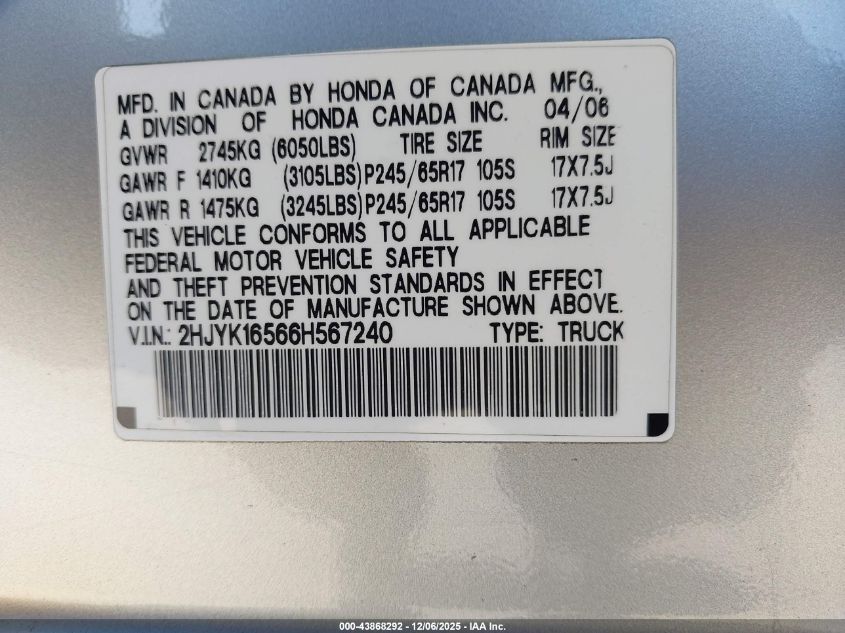 MFD. IN CANADA BY HONDA OF CANADA MFG.,
A DIVISION OF HONDA CANADA INC. 04/06
GVWR 2745KG (6050LBS) TIRE SIZE RIM SIZE
GAWR F 1410KG (3105LBS) P245/65R17 105S 17X7.5J
GAWR R 1475KG (3245LBS) P245/65R17 105S 17X7.5J
THIS VEHICLE CONFORMS TO ALL APPLICABLE
FEDERAL MOTOR VEHICLE SAFETY
AND THEFT PREVENTION STANDARDS IN EFFECT
ON THE DATE OF MANUFACTURE SHOWN ABOVE.
V.I.N.: 2HJYK16566H567240 TYPE: TRUCK
000-43868292 - 12/06/2025 - IAA Inc.